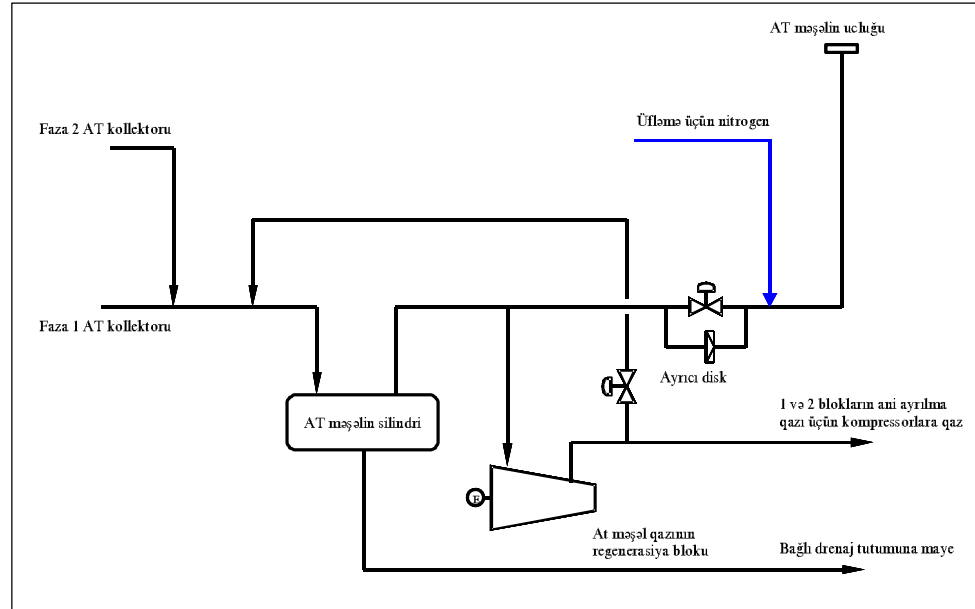 AT məşəlin ucluğu
Faza 2 AT kollektoru
Üfləmə üçün nitrogen
Faza 1 AT kollektoru
Ayrıcı disk
AT məşəlin silindri
1 və 2 blokların ani ayrılma
qazı üçün kompressorlara qaz
E
At məşəl qazının
regenerasiya bloku
Bağlı drenaj tutumuna maye